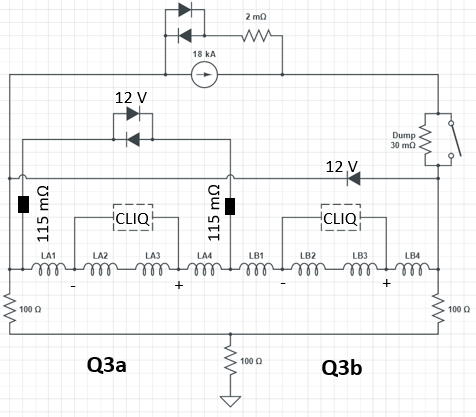 2 mΩ
18 kA
12 V
Dump
30 mΩ
12 V
115 mΩ
115 mΩ
CLIQ
CLIQ
LA1
LA2
LA3
LA4
LB1
LB2
LB3
LB4
-
+
-
+
100 Ω
100 Ω
100 Ω
Q3a
Q3b